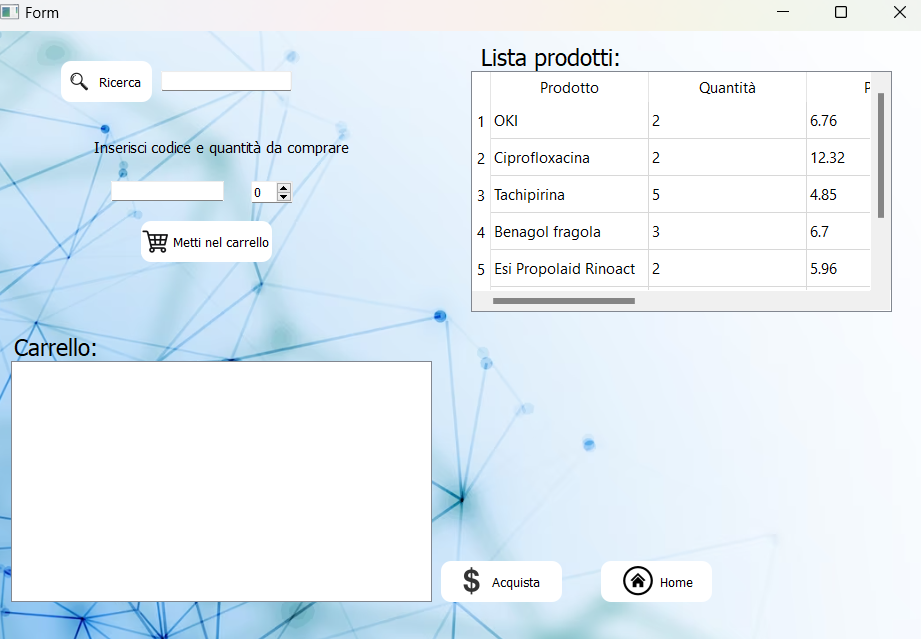 Form
Ricerca
Inserisci codice e quantità da comprare
0
Metti nel carrello
Lista prodotti:
Prodotto Quantità P
1 OKI 2 6.76
2 Ciprofloxacina 2 12.32
3 Tachipirina 5 4.85
4 Benagol fragola 3 6.7
5 Esi Propolaid Rinoact 2 5.96
Carrello:
$ Acquista
Home